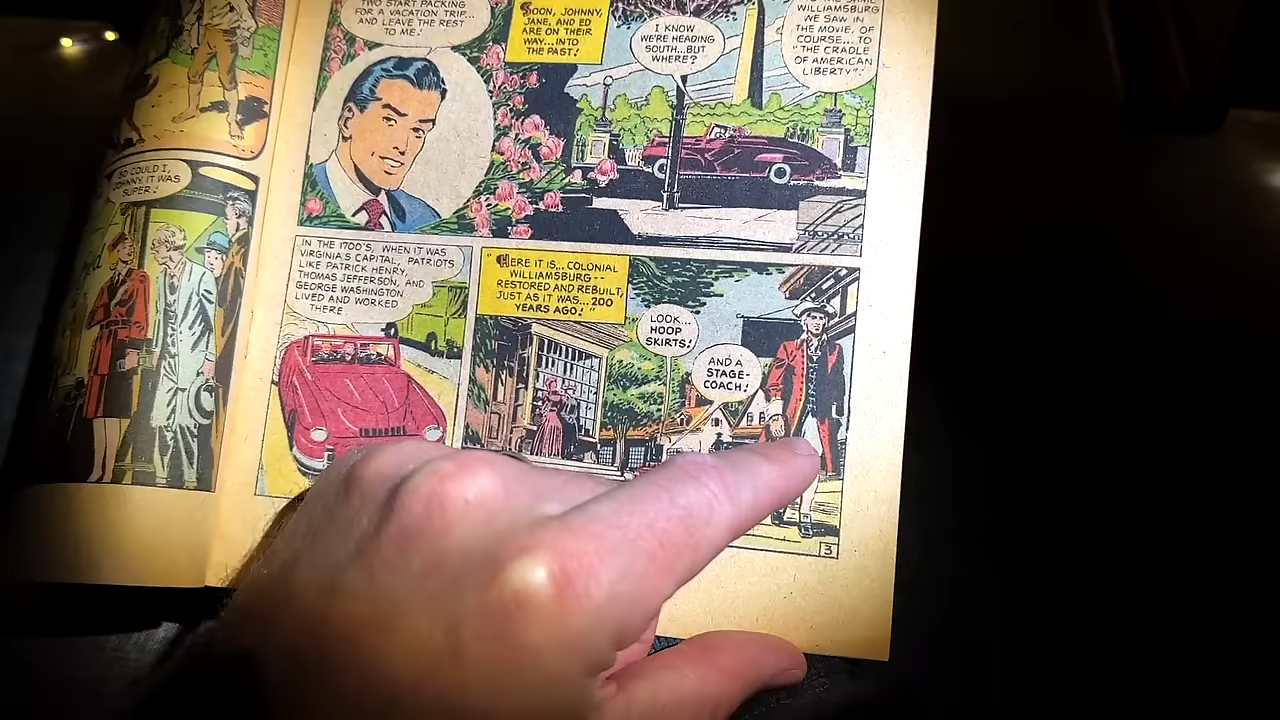 TWO START PACKING
FOR A VACATION TRIP...
AND LEAVE THE REST
TO ME!
SOON, JOHNNY,
JANE, AND ED
ARE ON THEIR
WAY...INTO
THE PAST!
I KNOW
WE'RE HEADING
SOUTH...BUT
WHERE?
THE SAME
WILLIAMSBURG
WE SAW IN
THE MOVIE, OF
COURSE... TO
"THE CRADLE
OF AMERICAN
LIBERTY".
SO COULD I,
JOHNNY. IT WAS
SUPER!
IN THE 1700'S, WHEN IT WAS
VIRGINIA'S CAPITAL, PATRIOTS
LIKE PATRICK HENRY,
THOMAS JEFFERSON, AND
GEORGE WASHINGTON
LIVED AND WORKED
THERE.
"HERE IT IS... COLONIAL
WILLIAMSBURG--
RESTORED AND REBUILT,
JUST AS IT WAS...200
YEARS AGO!"
LOOK...
HOOP
SKIRTS!
AND A
STAGE-
COACH!
3